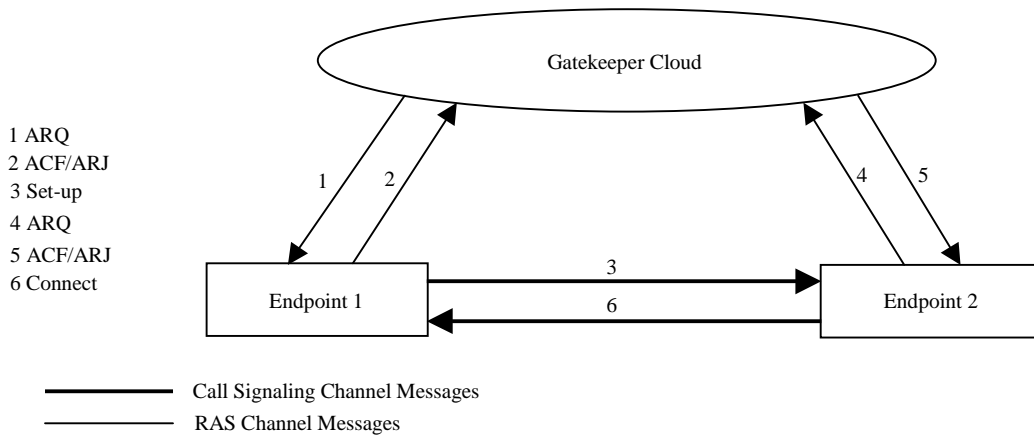 Gatekeeper Cloud
1 ARQ
2 ACF/ARJ
3 Set-up
4 ARQ
5 ACF/ARJ
6 Connect
1
2
4
5
3
Endpoint 1
Endpoint 2
6
Call Signaling Channel Messages
RAS Channel Messages